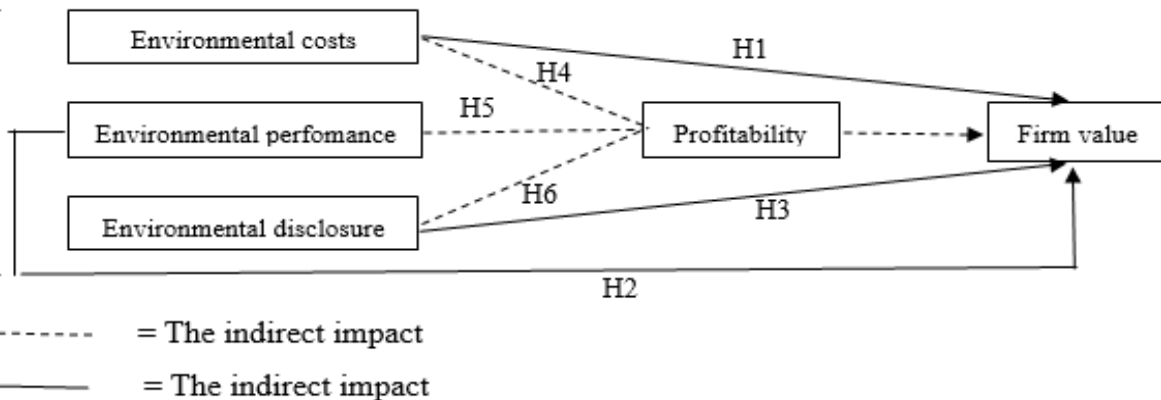 Environmental costs
H1
H4
H5
Environmental perfomance
Profitability
Firm value
H6
Environmental disclosure
H3
H2
= The indirect impact
= The indirect impact